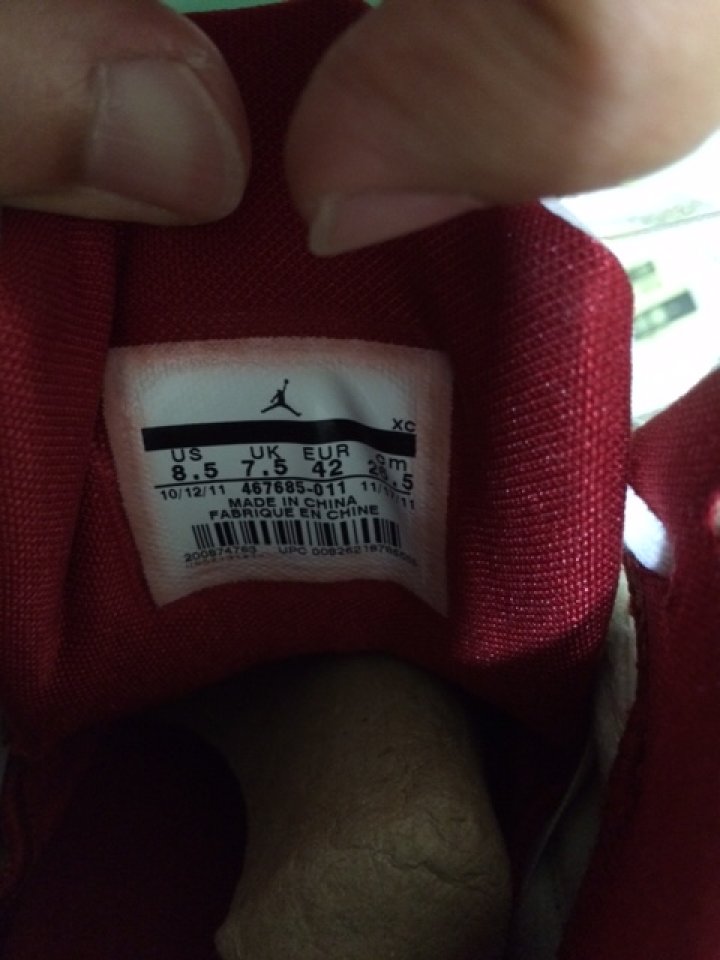 XC
US UK EUR cm
8.5 7.5 42
10/12/11 467685-011
MADE IN CHINA
FABRIQUE EN CHINE
UPC